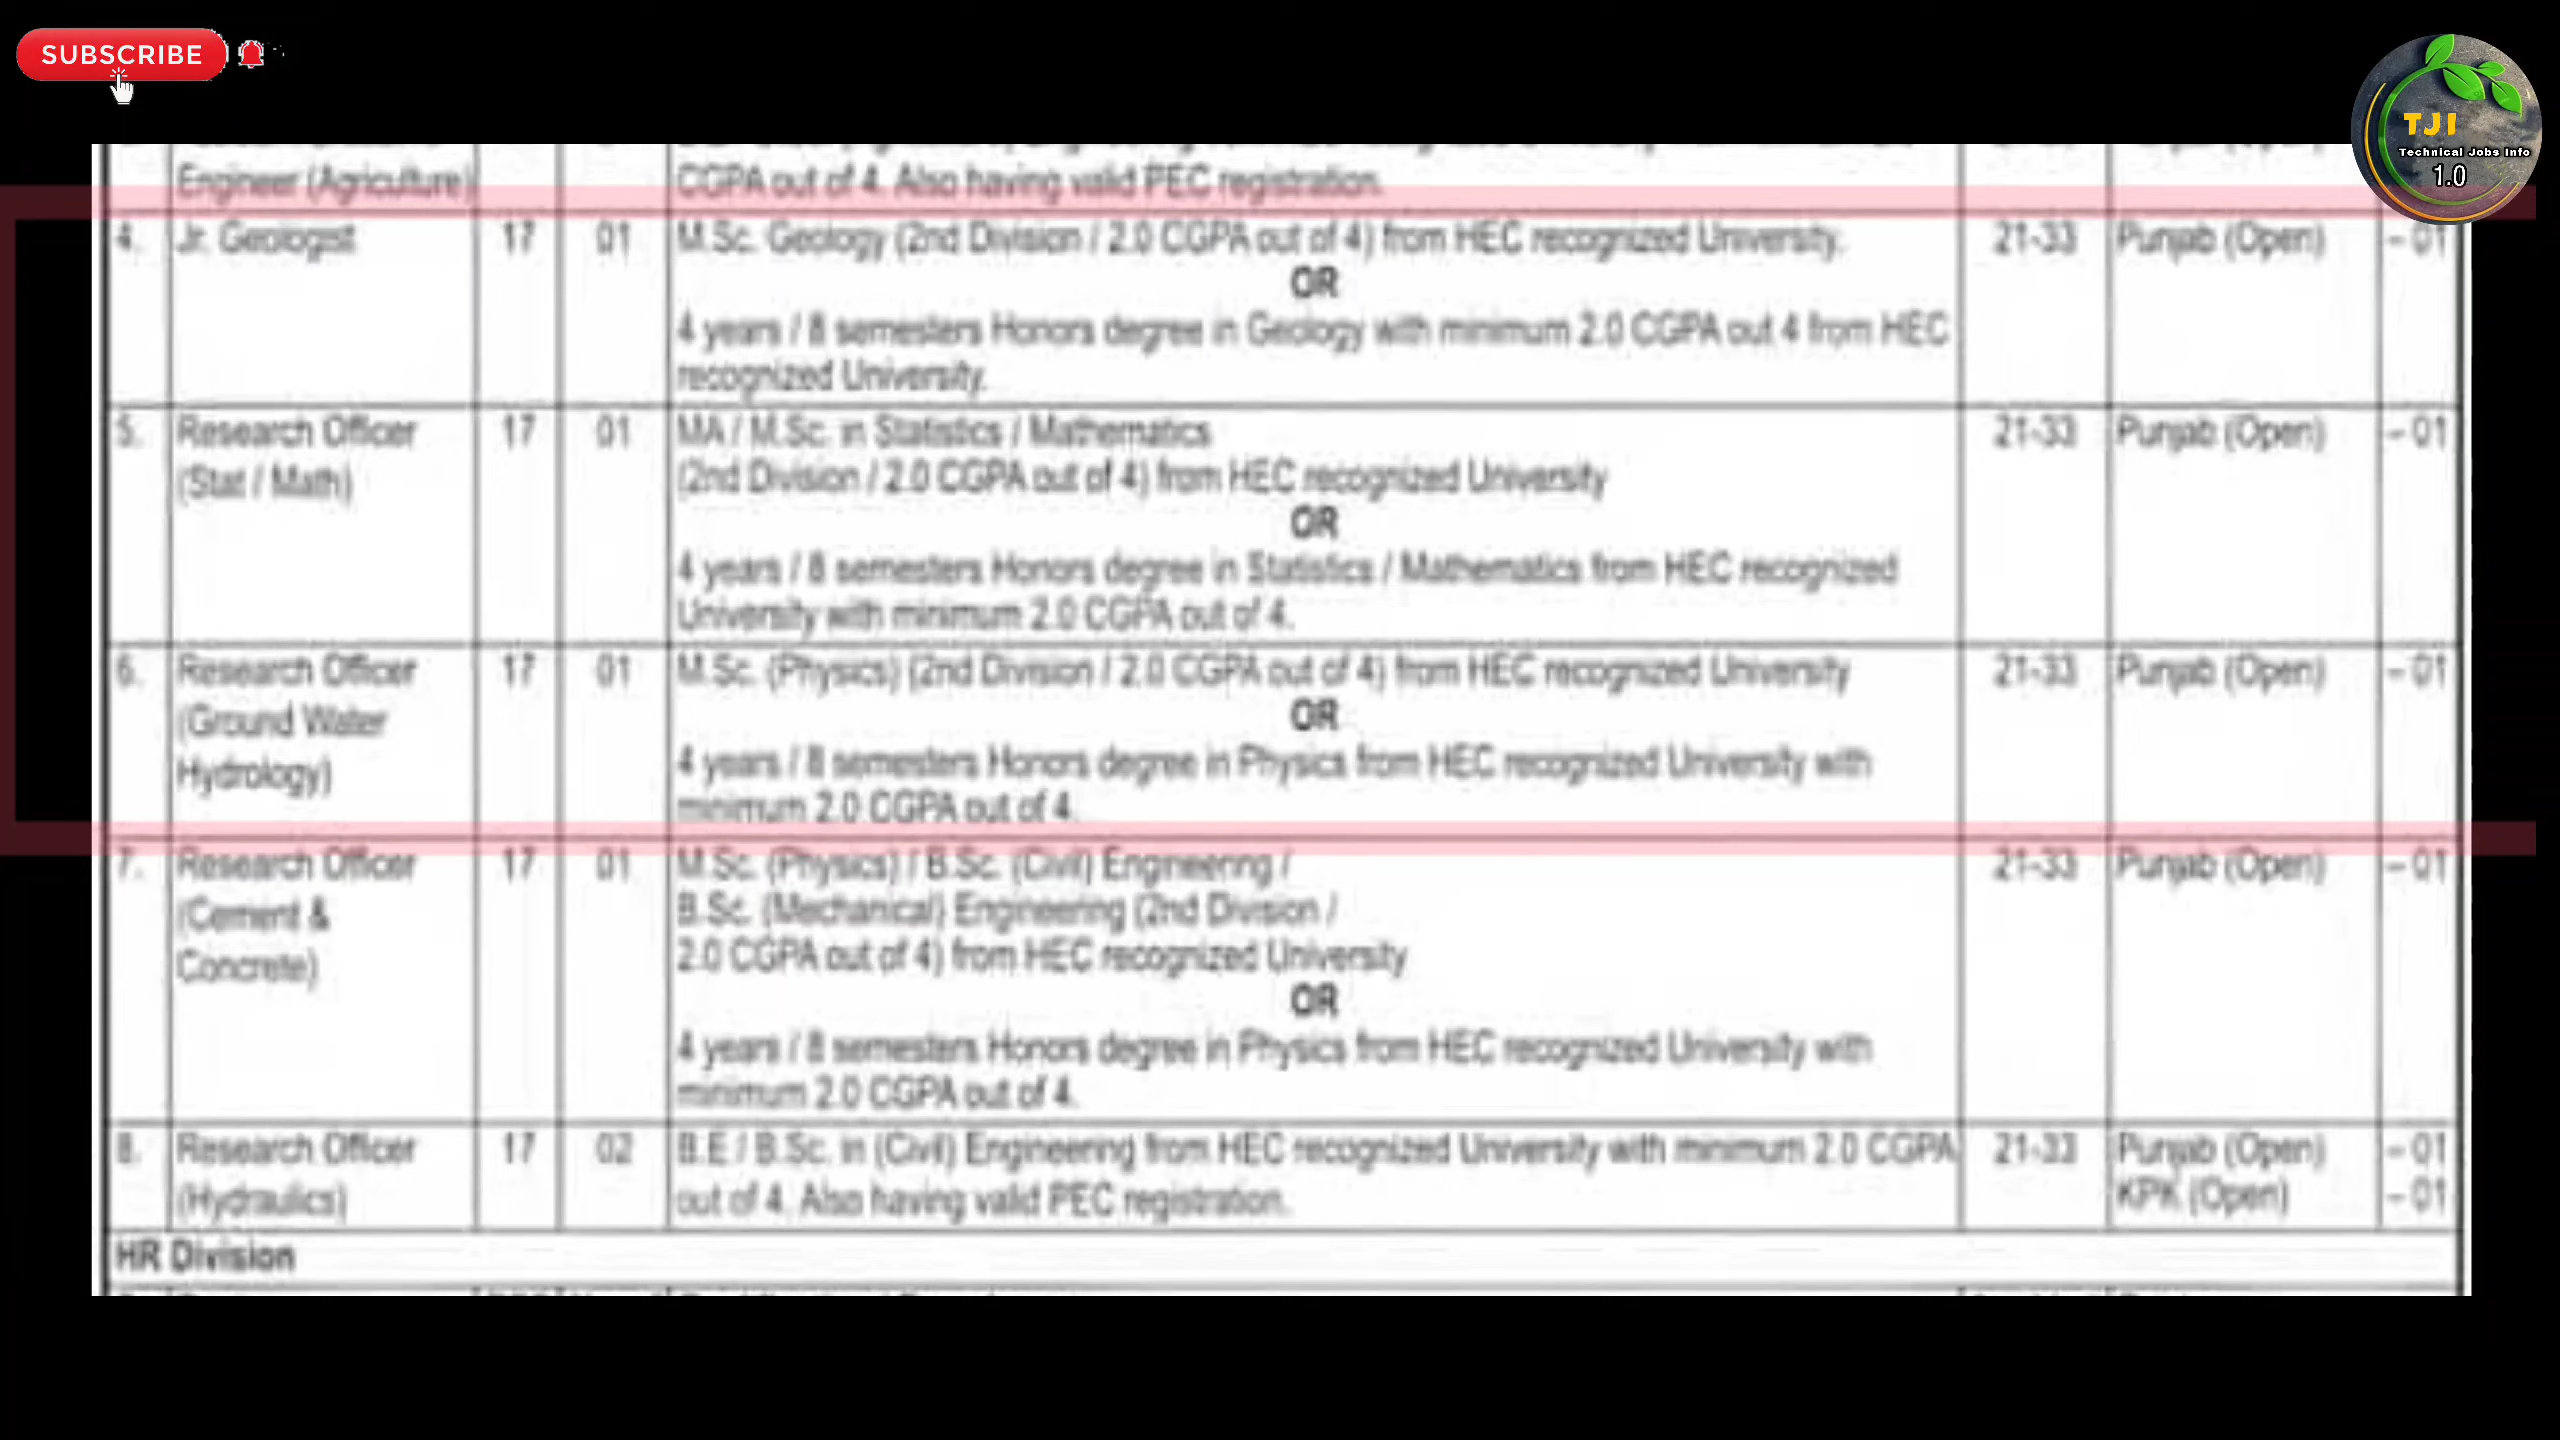 SUBSCRIBE
TJI
Technical Jobs Info
1.0
Engineer (Agriculture) CGPA out of 4. Also having valid PEC registration.
4. Jr. Geologist 17 01 M.Sc. Geology (2nd Division / 2.0 CGPA out of 4) from HEC recognized University. 21-33 Punjab (Open) – 01
OR
4 years / 8 semesters Honors degree in Geology with minimum 2.0 CGPA out 4 from HEC
recognized University.
5. Research Officer 17 01 MA / M.Sc. in Statistics / Mathematics 21-33 Punjab (Open) – 01
(Stat / Math) (2nd Division / 2.0 CGPA out of 4) from HEC recognized University
OR
4 years / 8 semesters Honors degree in Statistics / Mathematics from HEC recognized
University with minimum 2.0 CGPA out of 4.
6. Research Officer 17 01 M.Sc. (Physics) (2nd Division / 2.0 CGPA out of 4) from HEC recognized University 21-33 Punjab (Open) – 01
(Ground Water OR
Hydrology) 4 years / 8 semesters Honors degree in Physics from HEC recognized University with
minimum 2.0 CGPA out of 4.
7. Research Officer 17 01 M.Sc. (Physics) / B.Sc. (Civil) Engineering / 21-33 Punjab (Open) – 01
(Cement & B.Sc. (Mechanical) Engineering (2nd Division /
Concrete) 2.0 CGPA out of 4) from HEC recognized University
OR
4 years / 8 semesters Honors degree in Physics from HEC recognized University with
minimum 2.0 CGPA out of 4.
8. Research Officer 17 02 B.E / B.Sc. in (Civil) Engineering from HEC recognized University with minimum 2.0 CGPA 21-33 Punjab (Open) – 01
(Hydraulics) out of 4. Also having valid PEC registration. KPK (Open) – 01
HR Division